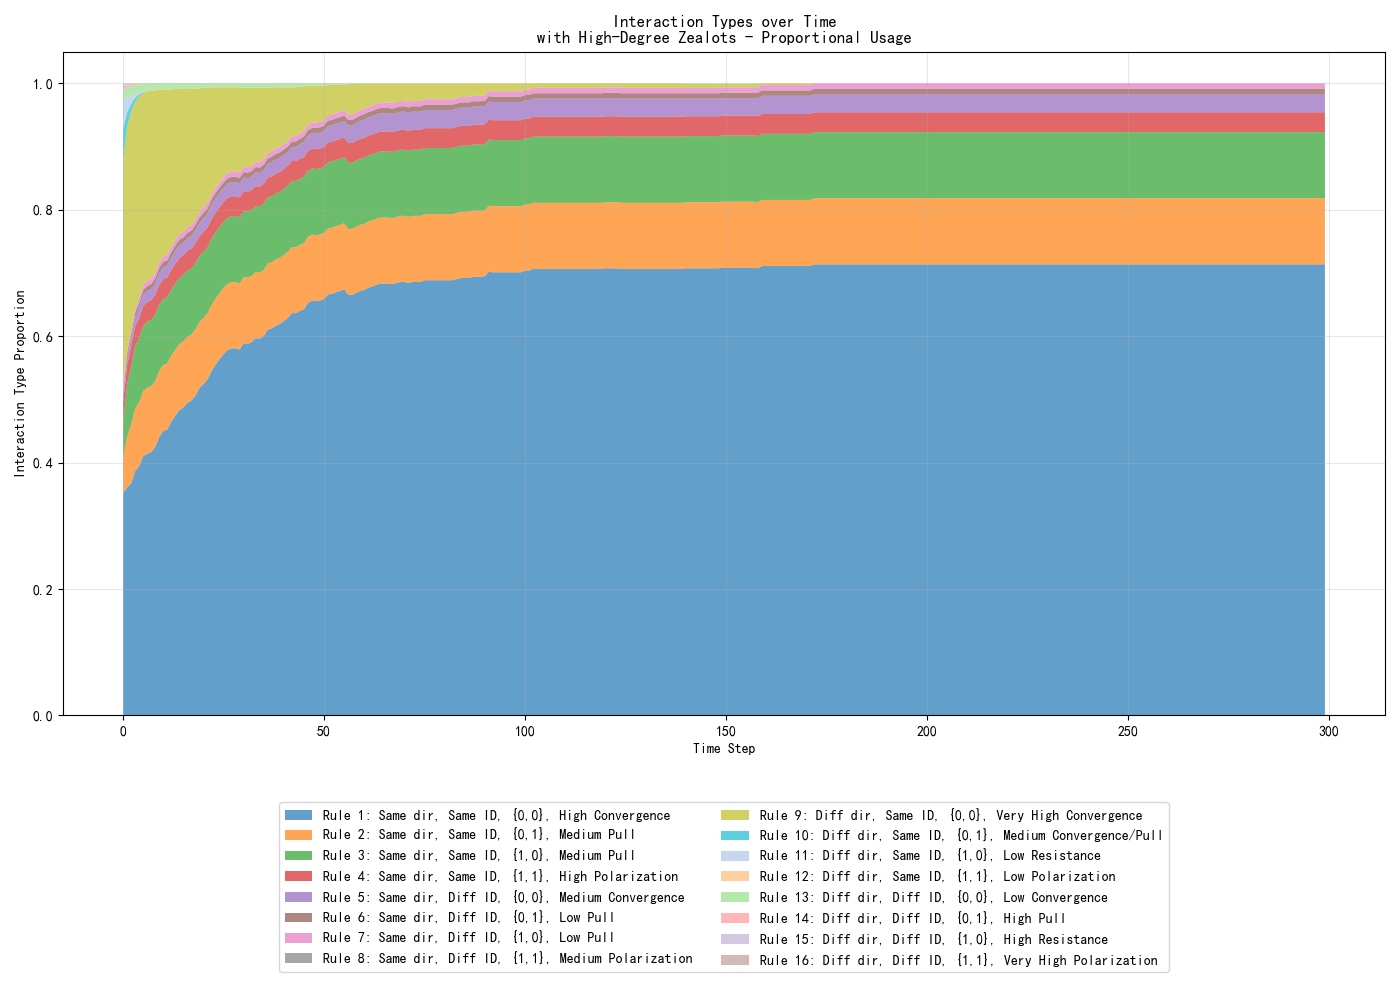 Interaction Types over Time
with High-Degree Zealots - Proportional Usage
Interaction Type Proportion
1.0
0.8
0.6
0.4
0.2
0.0
0
50
100
150
200
250
300
Time Step
Rule 1: Same dir, Same ID, {0,0}, High Convergence
Rule 2: Same dir, Same ID, {0,1}, Medium Pull
Rule 3: Same dir, Same ID, {1,0}, Medium Pull
Rule 4: Same dir, Same ID, {1,1}, High Polarization
Rule 5: Same dir, Diff ID, {0,0}, Medium Convergence
Rule 6: Same dir, Diff ID, {0,1}, Low Pull
Rule 7: Same dir, Diff ID, {1,0}, Low Pull
Rule 8: Same dir, Diff ID, {1,1}, Medium Polarization
Rule 9: Diff dir, Same ID, {0,0}, Very High Convergence
Rule 10: Diff dir, Same ID, {0,1}, Medium Convergence/Pull
Rule 11: Diff dir, Same ID, {1,0}, Low Resistance
Rule 12: Diff dir, Same ID, {1,1}, Low Polarization
Rule 13: Diff dir, Diff ID, {0,0}, Low Convergence
Rule 14: Diff dir, Diff ID, {0,1}, High Pull
Rule 15: Diff dir, Diff ID, {1,0}, High Resistance
Rule 16: Diff dir, Diff ID, {1,1}, Very High Polarization